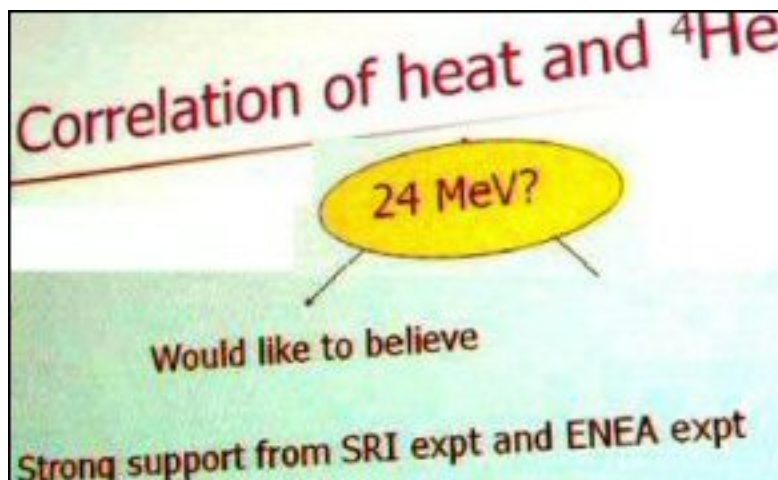 Correlation of heat and ⁴He
24 MeV?
Would like to believe
Strong support from SRI expt and ENEA expt